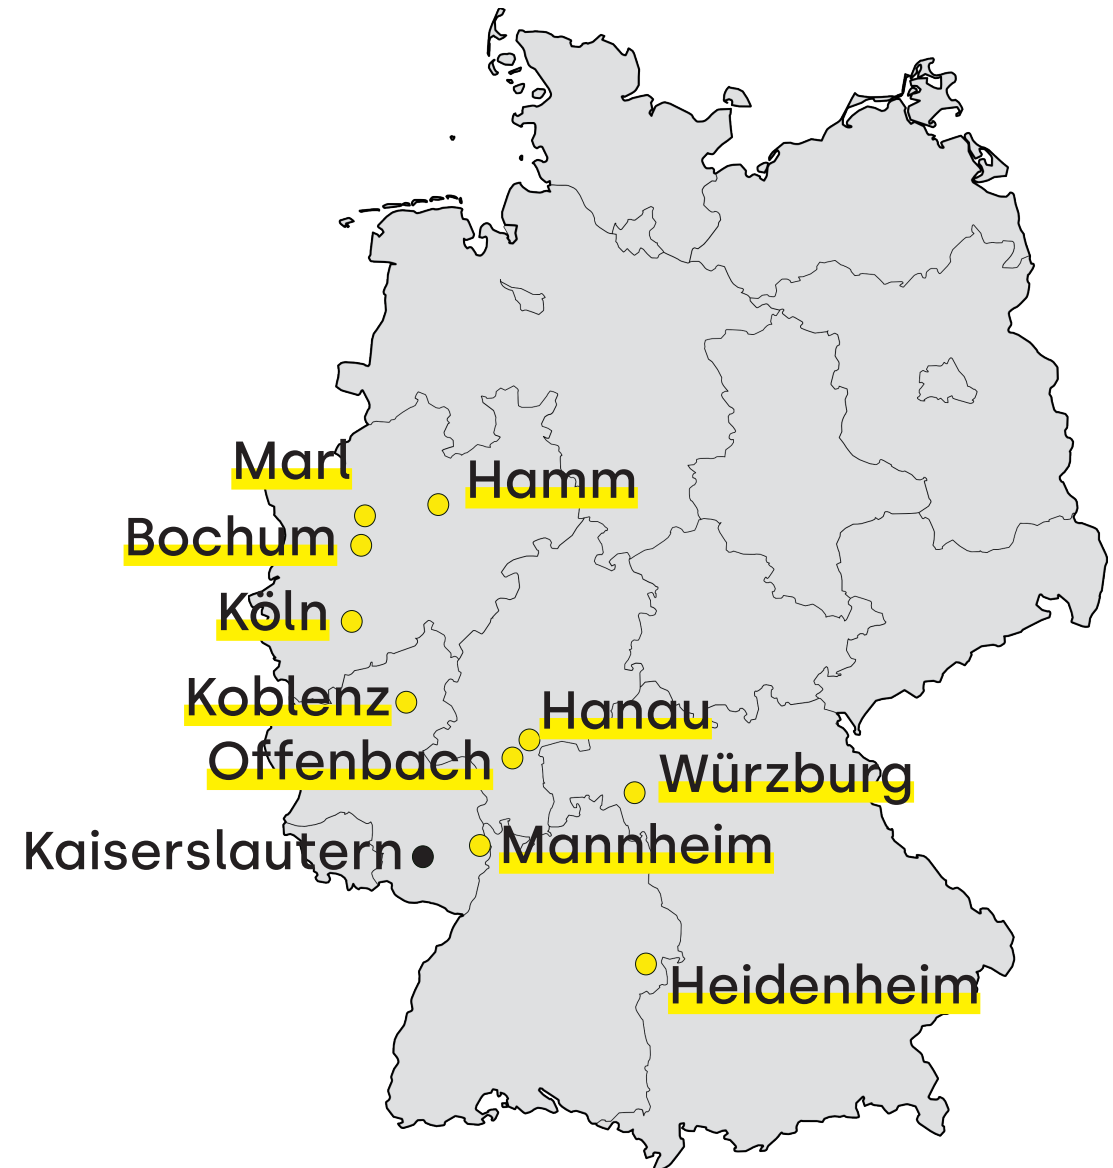 Marl
Hamm
Bochum
Köln
Koblenz
Hanau
Offenbach
Würzburg
Kaiserslautern
Mannheim
Heidenheim